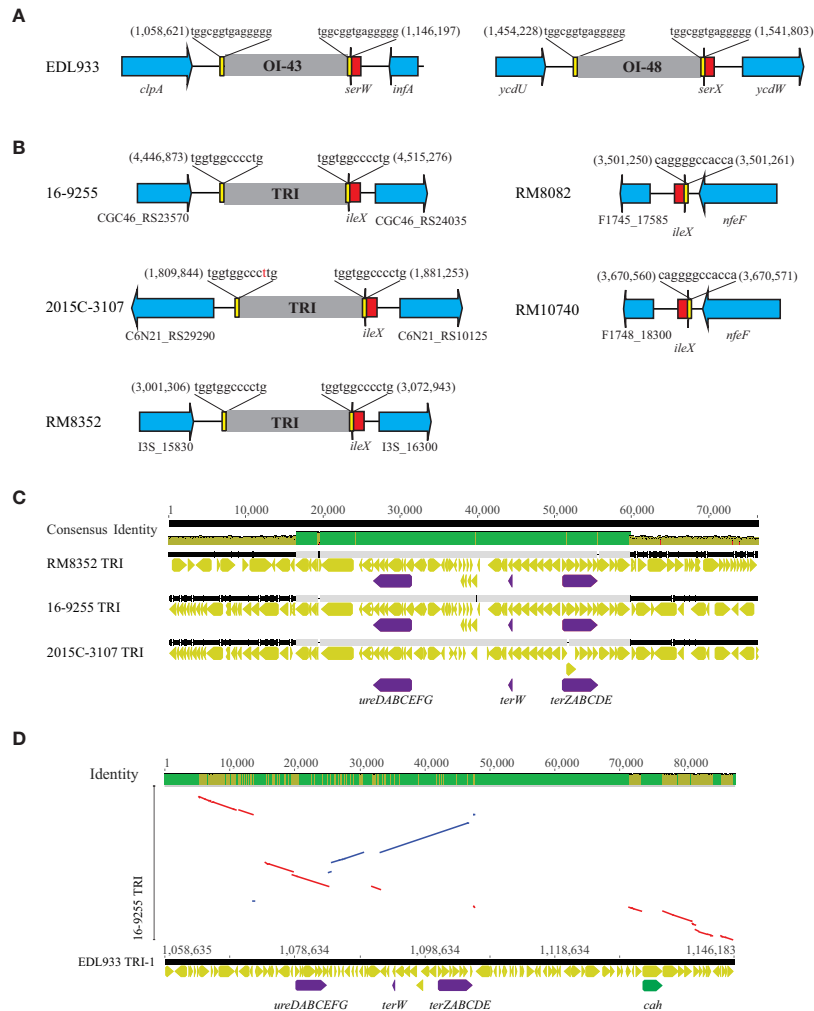 A
(1,058,621) tggcggtgaggggg tggcggtgaggggg (1,146,197)
(1,454,228) tggcggtgaggggg tggcggtgaggggg (1,541,803)
EDL933
OI-43
OI-48
clpA serW infA
ycdU serX ycdW
B
(4,446,873) tggtggcccctg tggtggcccctg (4,515,276)
(3,501,250) caggggccacca (3,501,261)
16-9255
TRI
RM8082
CGC46_RS23570 ileX CGC46_RS24035
F1745_17585 ileX nfeF
(1,809,844) tggtggcccttg tggtggcccctg (1,881,253)
(3,670,560) caggggccacca (3,670,571)
2015C-3107
TRI
RM10740
C6N21_RS29290 ileX C6N21_RS10125
F1748_18300 ileX nfeF
(3,001,306) tggtggcccctg tggtggcccctg (3,072,943)
RM8352
TRI
I3S_15830 ileX I3S_16300
C
1 10,000 20,000 30,000 40,000 50,000 60,000 70,000
Consensus Identity
RM8352 TRI
16-9255 TRI
2015C-3107 TRI
ureDABCEFG terW terZABCDE
D
1 10,000 20,000 30,000 40,000 50,000 60,000 70,000 80,000
Identity
16-9255 TRI
1,058,635 1,078,634 1,098,634 1,118,634 1,146,183
EDL933 TRI-1
ureDABCEFG terW terZABCDE cah